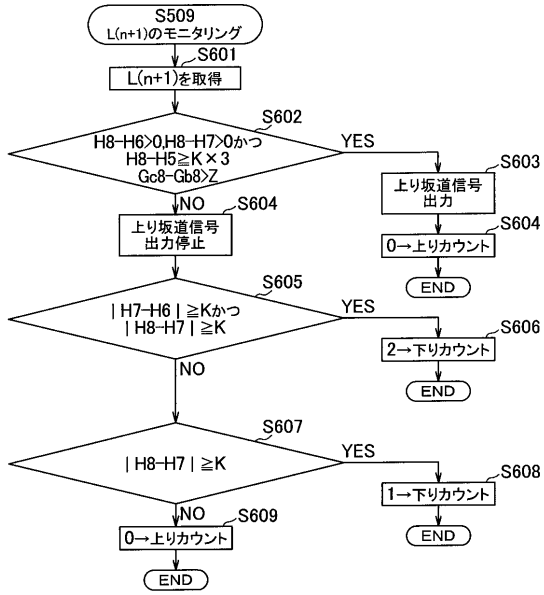 S509
L(n+1)のモニタリング
S601
L(n+1)を取得
S602
H8−H6>0,H8−H7>0かつ
H8−H5≧K×3
Gc8−Gb8>Z
YES
S603
上り坂道信号
出力
S604
0→上りカウント
END
NO
S604
上り坂道信号
出力停止
S605
| H7−H6 | ≧Kかつ
| H8−H7 | ≧K
YES
S606
2→下りカウント
END
NO
S607
| H8−H7 | ≧K
YES
S608
1→下りカウント
END
NO
S609
0→上りカウント
END